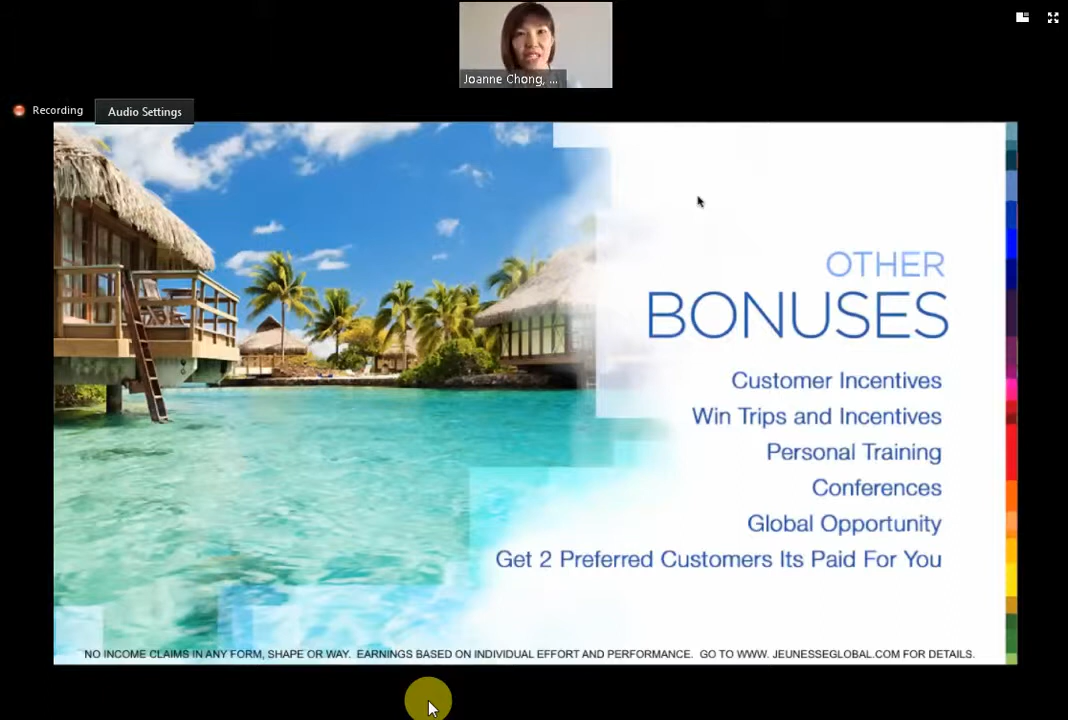 Joanne Chong, ...
Recording
Audio Settings
OTHER
BONUSES
Customer Incentives
Win Trips and Incentives
Personal Training
Conferences
Global Opportunity
Get 2 Preferred Customers Its Paid For You
NO INCOME CLAIMS IN ANY FORM, SHAPE OR WAY. EARNINGS BASED ON INDIVIDUAL EFFORT AND PERFORMANCE. GO TO WWW. JEUNESSEGLOBAL.COM FOR DETAILS.